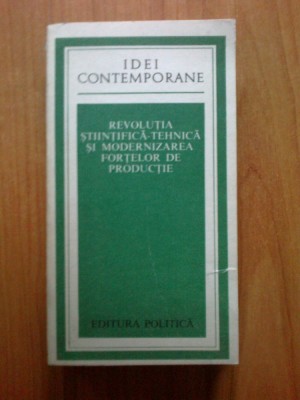 IDEI
CONTEMPORANE
REVOLUȚIA
ȘTIINȚIFICĂ-TEHNICĂ
ȘI MODERNIZAREA
FORȚELOR DE
PRODUCȚIE
EDITURA POLITICĂ